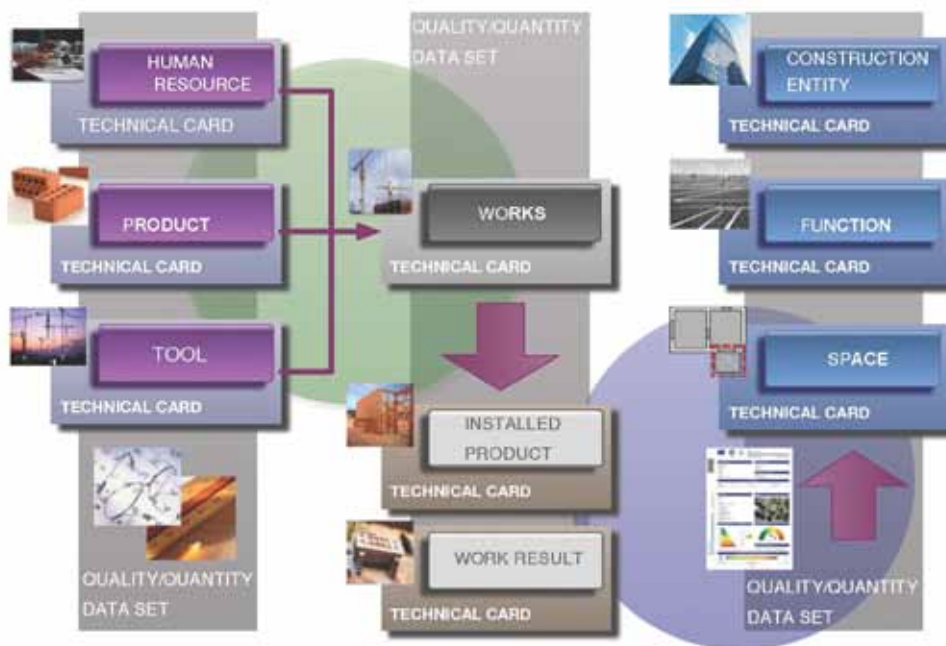 HUMAN
RESOURCE
TECHNICAL CARD
PRODUCT
TECHNICAL CARD
TOOL
TECHNICAL CARD
QUALITY/QUANTITY
DATA SET
QUALITY/QUANTITY
DATA SET
WORKS
TECHNICAL CARD
INSTALLED
PRODUCT
TECHNICAL CARD
WORK RESULT
TECHNICAL CARD
CONSTRUCTION
ENTITY
TECHNICAL CARD
FUNCTION
TECHNICAL CARD
SPACE
TECHNICAL CARD
QUALITY/QUANTITY
DATA SET